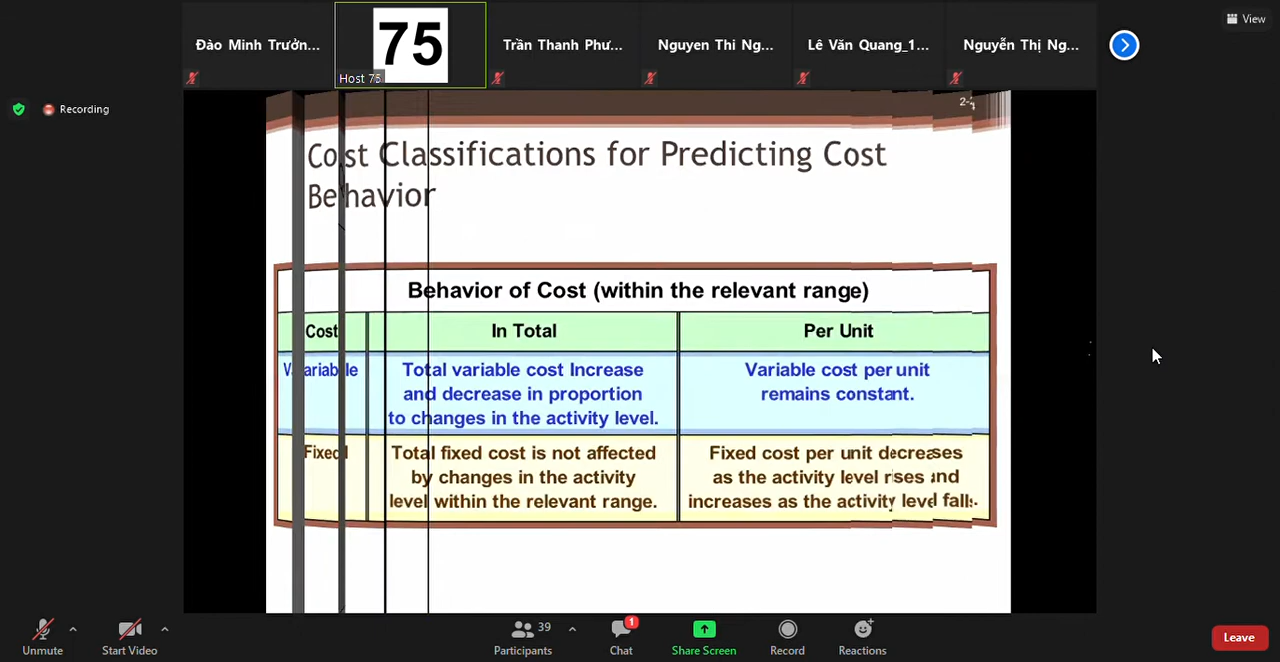 View
Đào Minh Trưởn...
75
Host 75
Trần Thanh Phư...
Nguyen Thi Ng...
Lê Văn Quang_1...
Nguyễn Thị Ng...
Recording
Cost Classifications for Predicting Cost
Behavior
Behavior of Cost (within the relevant range)
Cost
In Total
Per Unit
Variable
Total variable cost Increase
and decrease in proportion
to changes in the activity level.
Variable cost per unit
remains constant.
Fixed
Total fixed cost is not affected
by changes in the activity
level within the relevant range.
Fixed cost per unit decreases
as the activity level rises and
increases as the activity level falls.
Unmute
Start Video
39
Participants
1
Chat
Share Screen
Record
Reactions
Leave